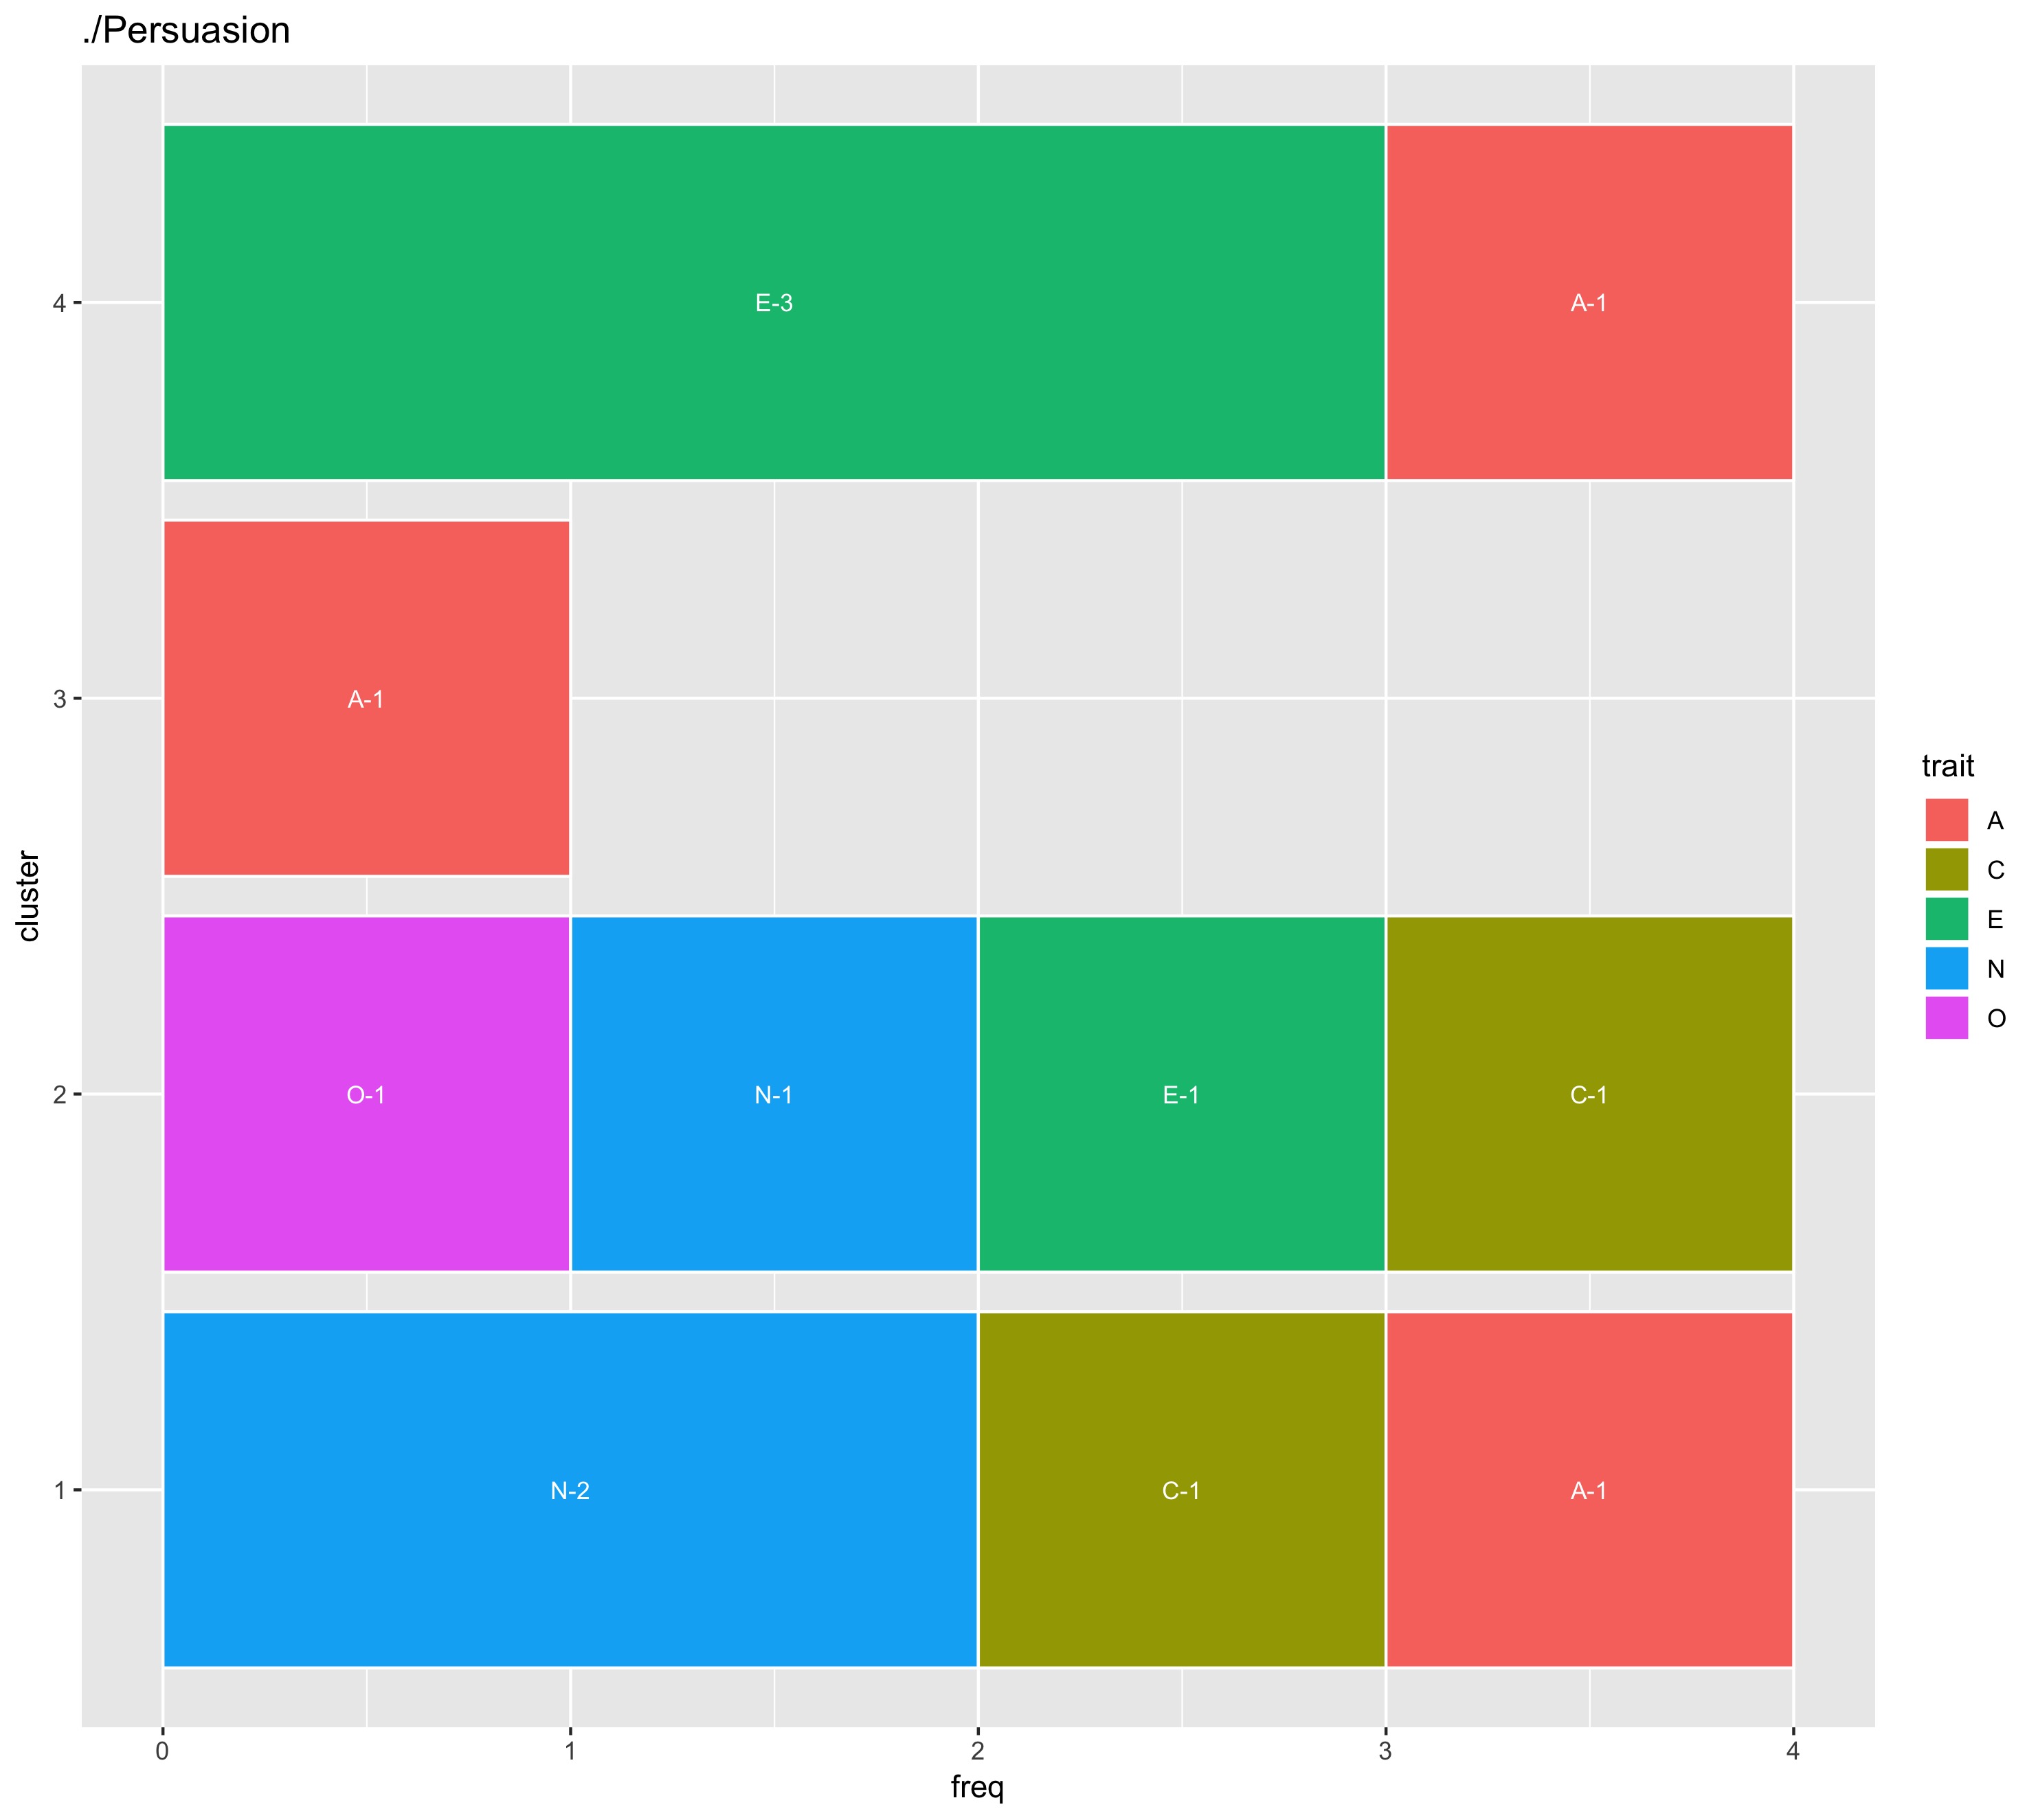 ./Persuasion
4
E-3
A-1
3
A-1
cluster
2
O-1
N-1
E-1
C-1
1
N-2
C-1
A-1
0
1
2
3
4
freq
trait
A
C
E
N
O